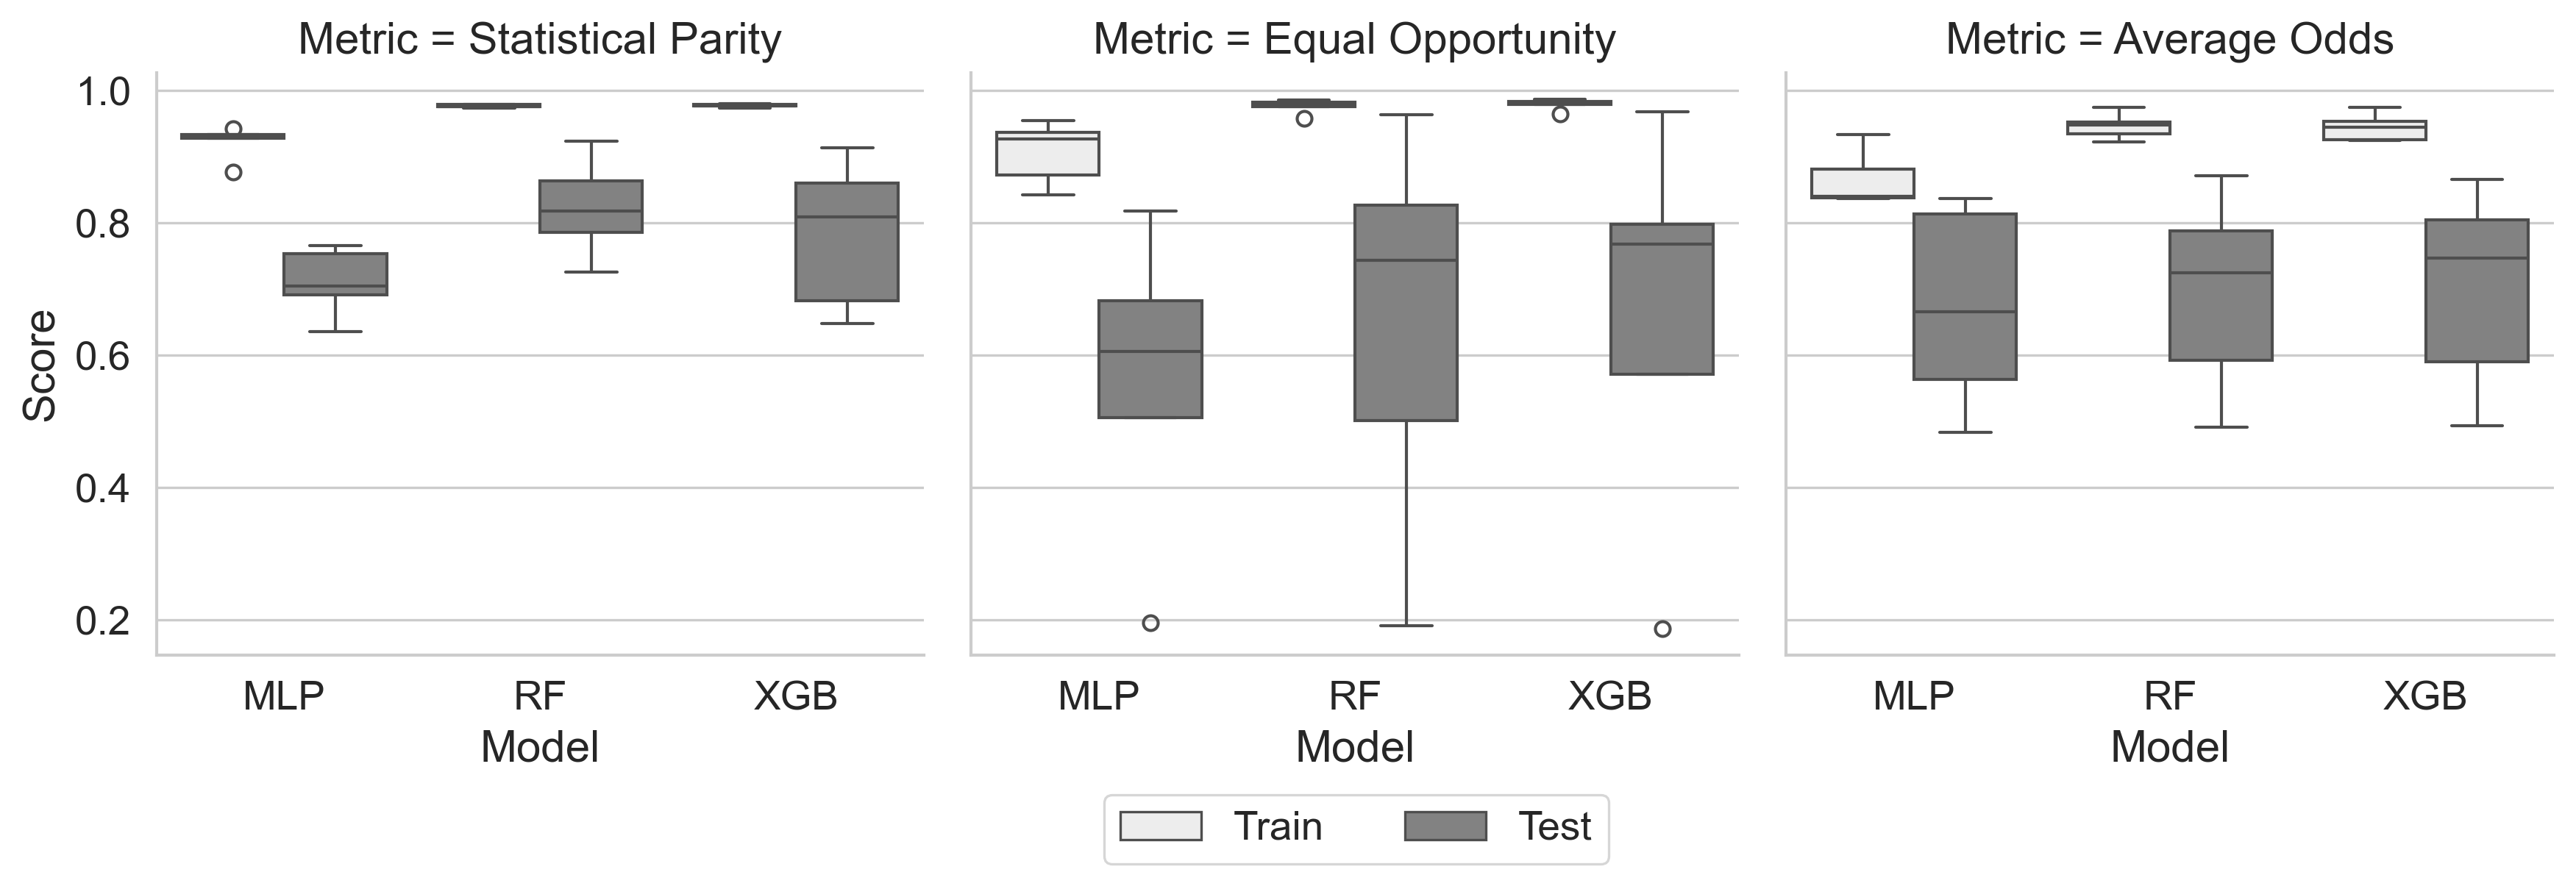 Metric = Statistical Parity
Metric = Equal Opportunity
Metric = Average Odds
Score
1.0
0.8
0.6
0.4
0.2
MLP RF XGB
MLP RF XGB
MLP RF XGB
Model
Model
Model
Train Test